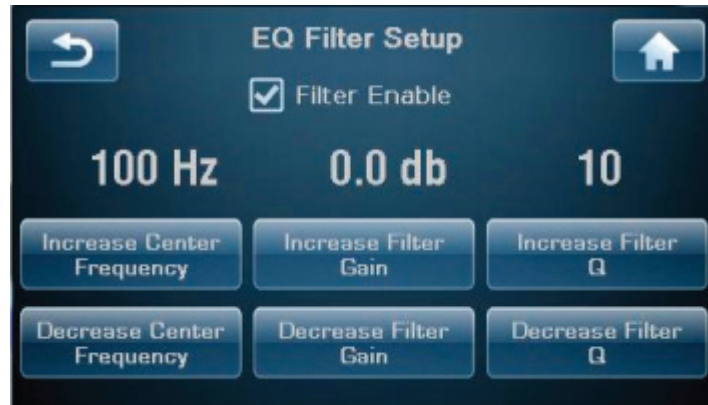 EQ Filter Setup
Filter Enable
100 Hz
0.0 db
10
Increase Center
Frequency
Increase Filter
Gain
Increase Filter
Q
Decrease Center
Frequency
Decrease Filter
Gain
Decrease Filter
Q